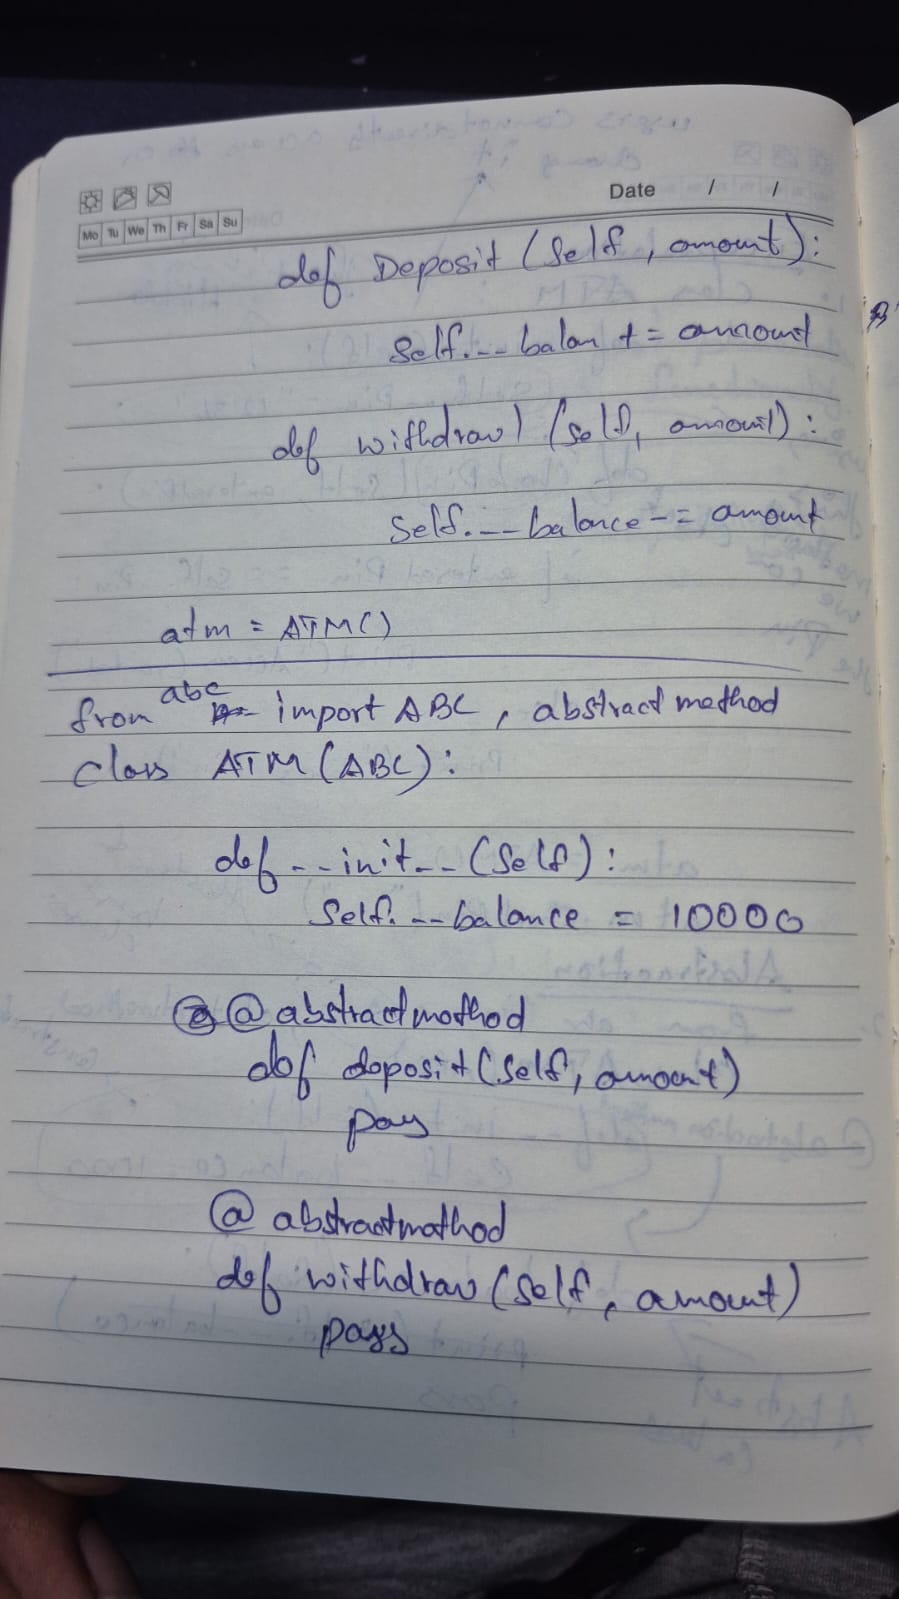 Date / /
Mo Tu We Th Fr Sa Su
def Deposit (self, amount):
self.__balan += amount
def withdrawl (self, amount):
self.__balance -= amount
atm = ATM()
from abc import ABC, abstract method
class ATM(ABC):
def __init__(self):
self.__balance = 10000
@ abstractmethod
def deposit(self, amount)
pass
@ abstractmethod
def withdraw(self, amount)
pass